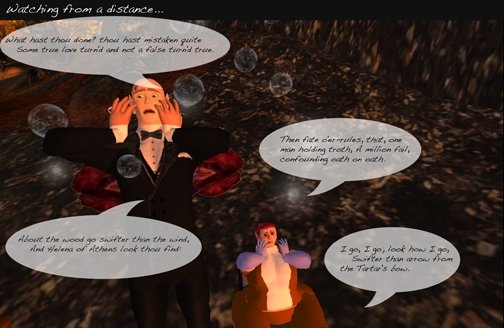 Watching from a distance...
What hast thou done? thou hast mistaken quite
Some true love turn'd and not a false turn'd true.
Then fate o'er-rules, that, one
man holding troth, A million fail,
confounding oath on oath.
About the wood go swifter than the wind,
And Helena of Athens look thou find:
I go, I go; look how I go,
Swifter than arrow from
the Tartar's bow.